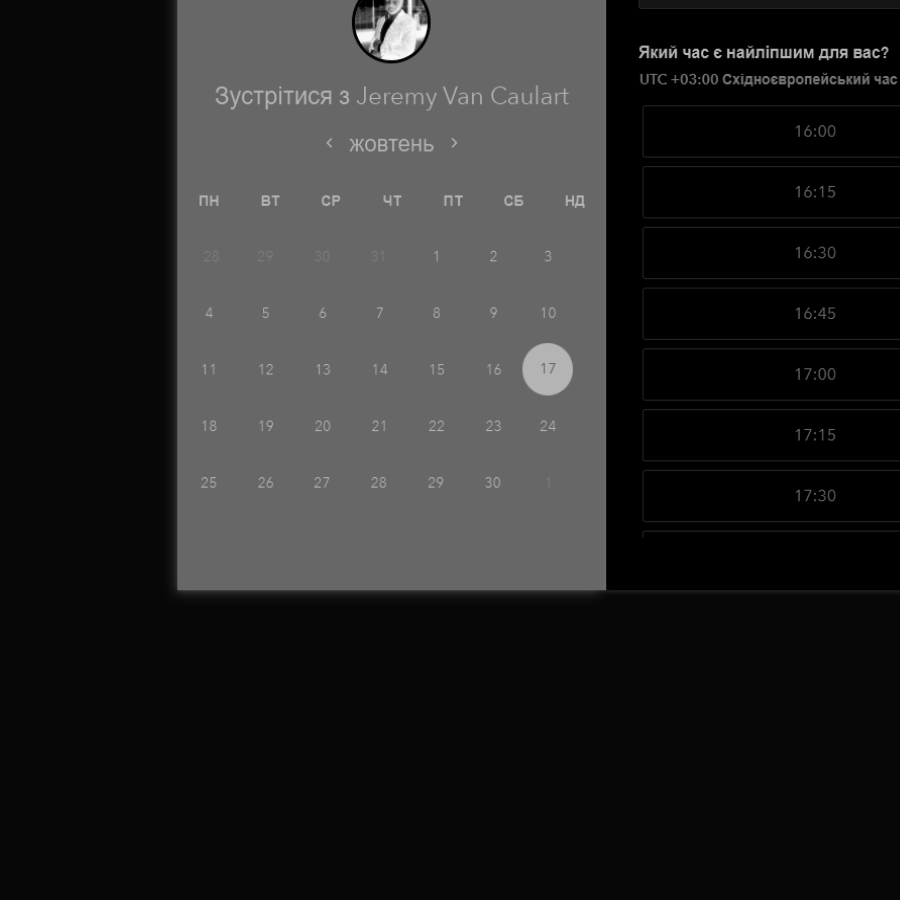 Зустрітися з Jeremy Van Caulart
жовтень
ПН ВТ СР ЧТ ПТ СБ НД
28 29 30 31 1 2 3
4 5 6 7 8 9 10
11 12 13 14 15 16 17
18 19 20 21 22 23 24
25 26 27 28 29 30 1
Який час є найліпшим для вас?
UTC +03:00 Східноєвропейський час
16:00
16:15
16:30
16:45
17:00
17:15
17:30